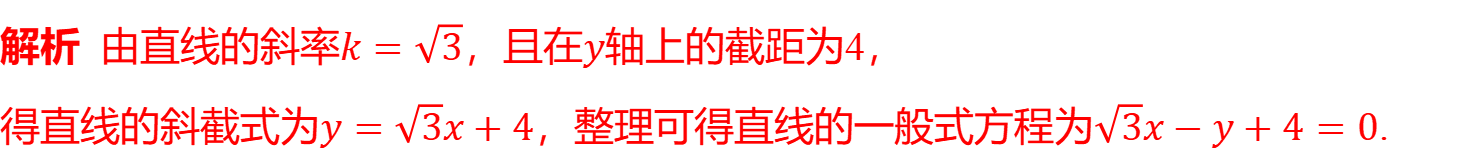 解析 由直线的斜率k = √3，且在y轴上的截距为4，
得直线的斜截式为y = √3x + 4，整理可得直线的一般式方程为√3x − y + 4 = 0.